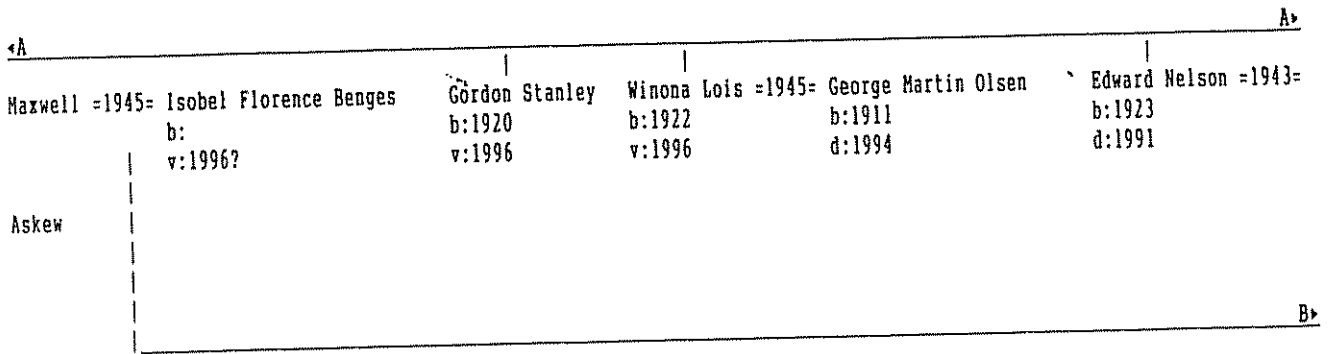 ◂A A▸
Maxwell =1945= Isobel Florence Benges Gordon Stanley Winona Lois =1945= George Martin Olsen Edward Nelson =1943=
b: b:1920 b:1922 b:1911 b:1923
v:1996? v:1996 v:1996 d:1994 d:1991
Askew
B▸